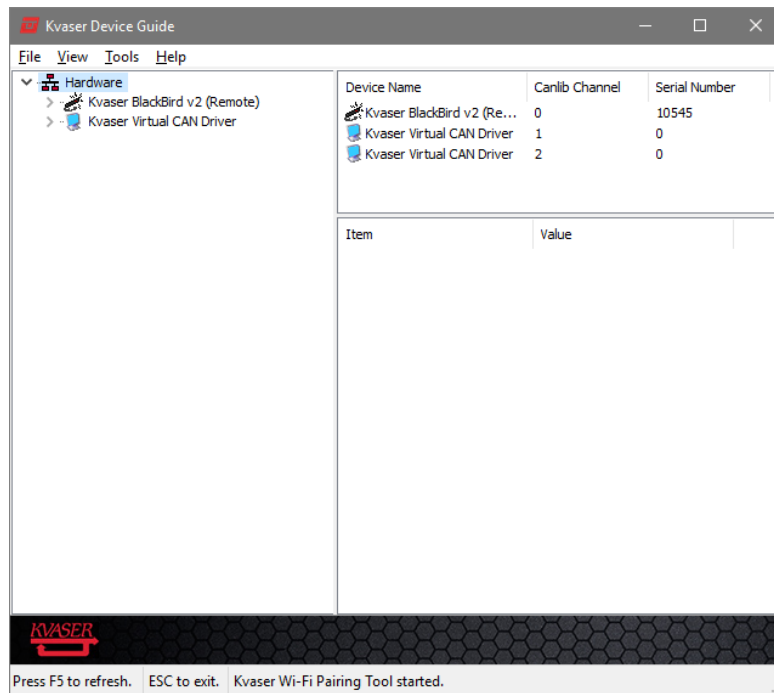 Kvaser Device Guide
File View Tools Help
Hardware
Kvaser BlackBird v2 (Remote)
Kvaser Virtual CAN Driver
Device Name Canlib Channel Serial Number
Kvaser BlackBird v2 (Re... 0 10545
Kvaser Virtual CAN Driver 1 0
Kvaser Virtual CAN Driver 2 0
Item Value
KVASER
Press F5 to refresh. ESC to exit. Kvaser Wi-Fi Pairing Tool started.